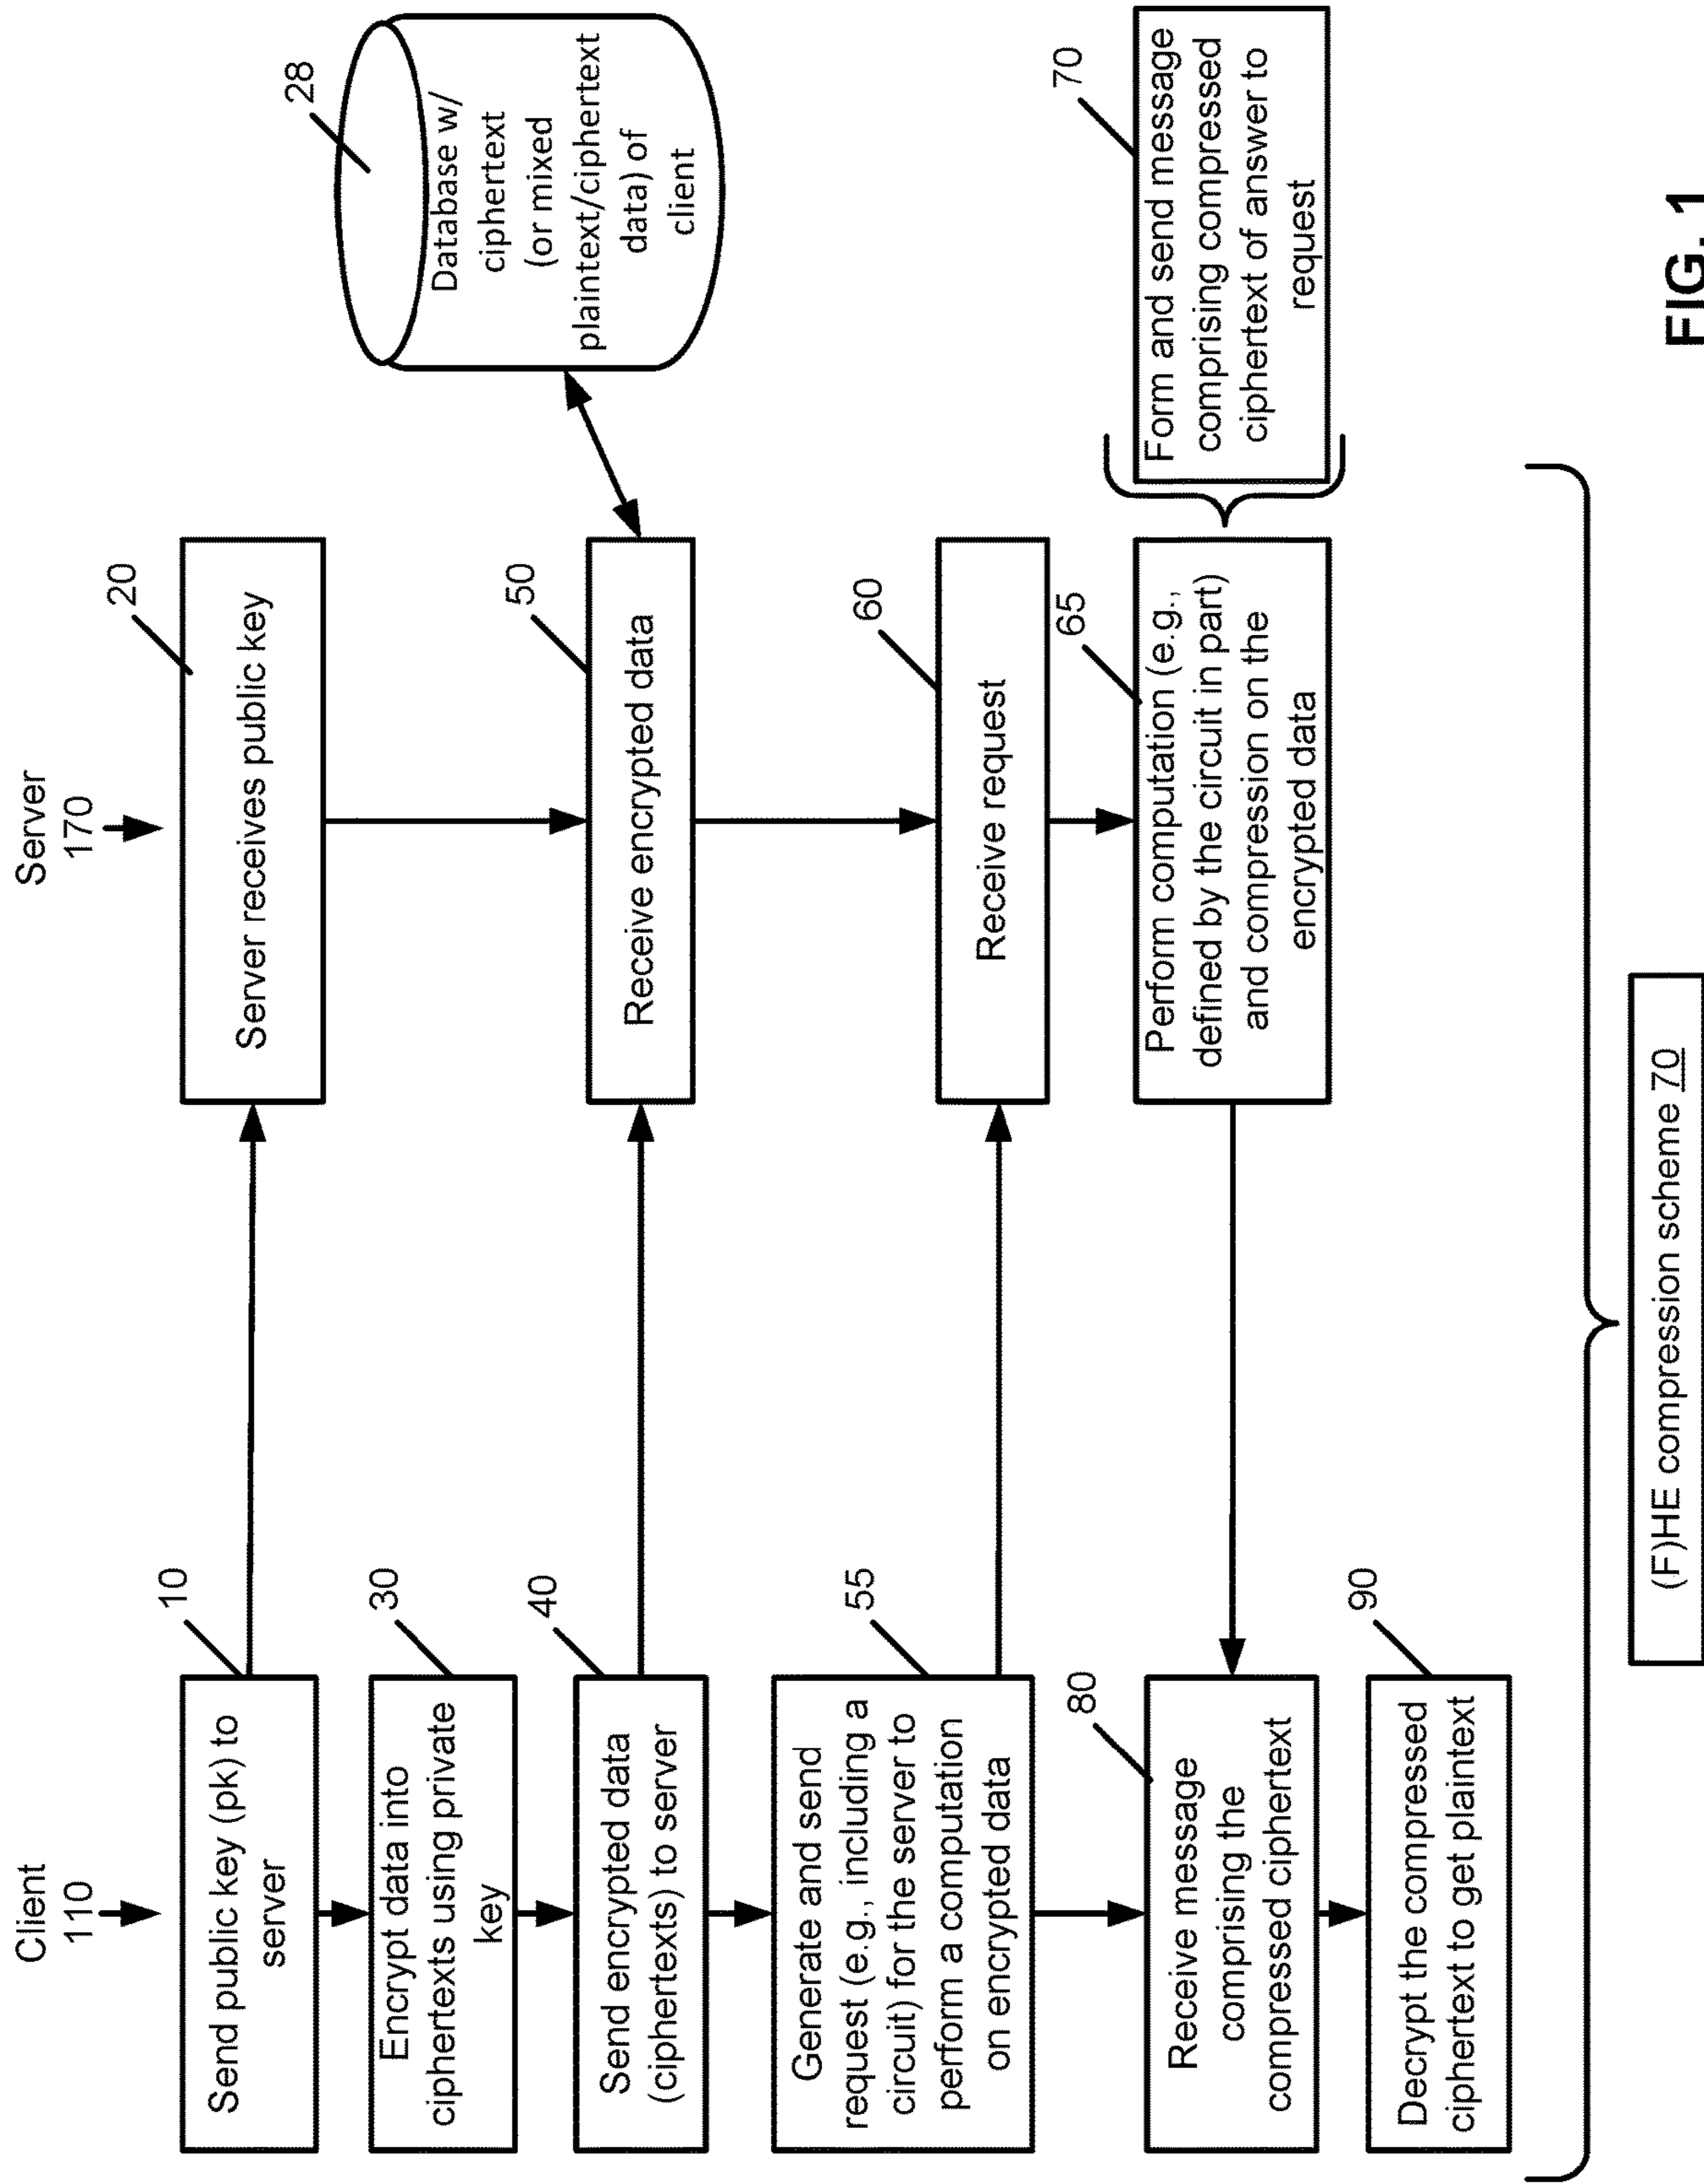 Client
110
Server
170
10
Send public key (pk) to
server
20
Server receives public key
30
Encrypt data into
ciphertexts using private
key
28
Database w/
ciphertext
(or mixed
plaintext/ciphertext
data) of
client
40
Send encrypted data
(ciphertexts) to server
50
Receive encrypted data
55
Generate and send
request (e.g., including a
circuit) for the server to
perform a computation
on encrypted data
60
Receive request
65
Perform computation (e.g.,
defined by the circuit in part)
and compression on the
encrypted data
70
Form and send message
comprising compressed
ciphertext of answer to
request
80
Receive message
comprising the
compressed ciphertext
90
Decrypt the compressed
ciphertext to get plaintext
(F)HE compression scheme 70
FIG. 1